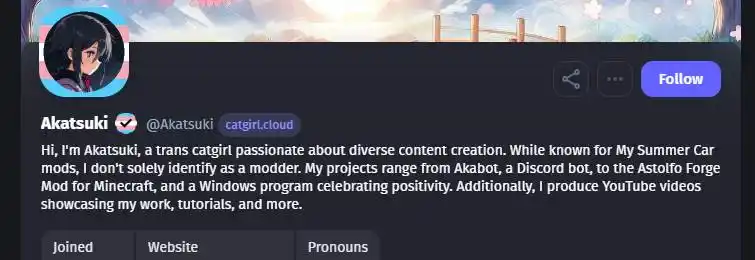 Follow
Akatsuki @Akatsuki catgirl.cloud
Hi, I'm Akatsuki, a trans catgirl passionate about diverse content creation. While known for My Summer Car
mods, I don't solely identify as a modder. My projects range from Akabot, a Discord bot, to the Astolfo Forge
Mod for Minecraft, and a Windows program celebrating positivity. Additionally, I produce YouTube videos
showcasing my work, tutorials, and more.
Joined Website Pronouns